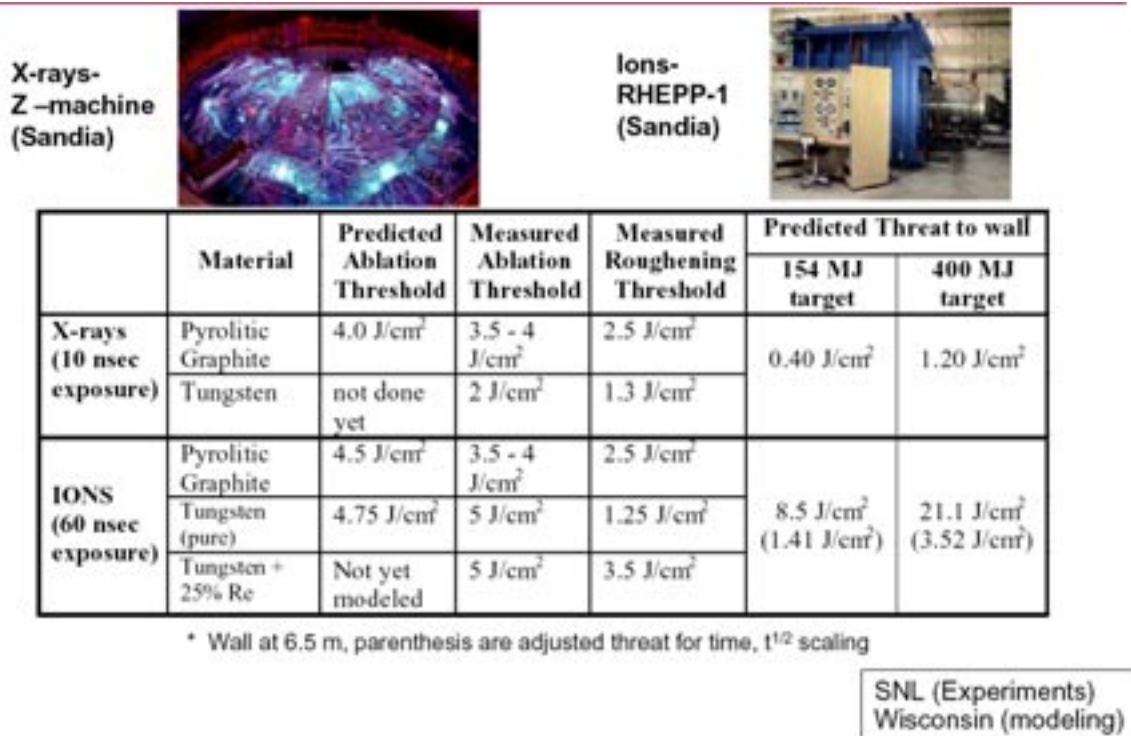 X-rays-
Z –machine
(Sandia)
Ions-
RHEPP-1
(Sandia)
Material
Predicted
Ablation
Threshold
Measured
Ablation
Threshold
Measured
Roughening
Threshold
Predicted Threat to wall
154 MJ
target
400 MJ
target
X-rays
(10 nsec
exposure)
Pyrolitic
Graphite
4.0 J/cm²
3.5 - 4
J/cm²
2.5 J/cm²
0.40 J/cm²
1.20 J/cm²
Tungsten
not done
yet
2 J/cm²
1.3 J/cm²
IONS
(60 nsec
exposure)
Pyrolitic
Graphite
4.5 J/cm²
3.5 - 4
J/cm²
2.5 J/cm²
8.5 J/cm²
(1.41 J/cm²)
21.1 J/cm²
(3.52 J/cm²)
Tungsten
(pure)
4.75 J/cm²
5 J/cm²
1.25 J/cm²
Tungsten +
25% Re
Not yet
modeled
5 J/cm²
3.5 J/cm²
* Wall at 6.5 m, parenthesis are adjusted threat for time, t¹/² scaling
SNL (Experiments)
Wisconsin (modeling)